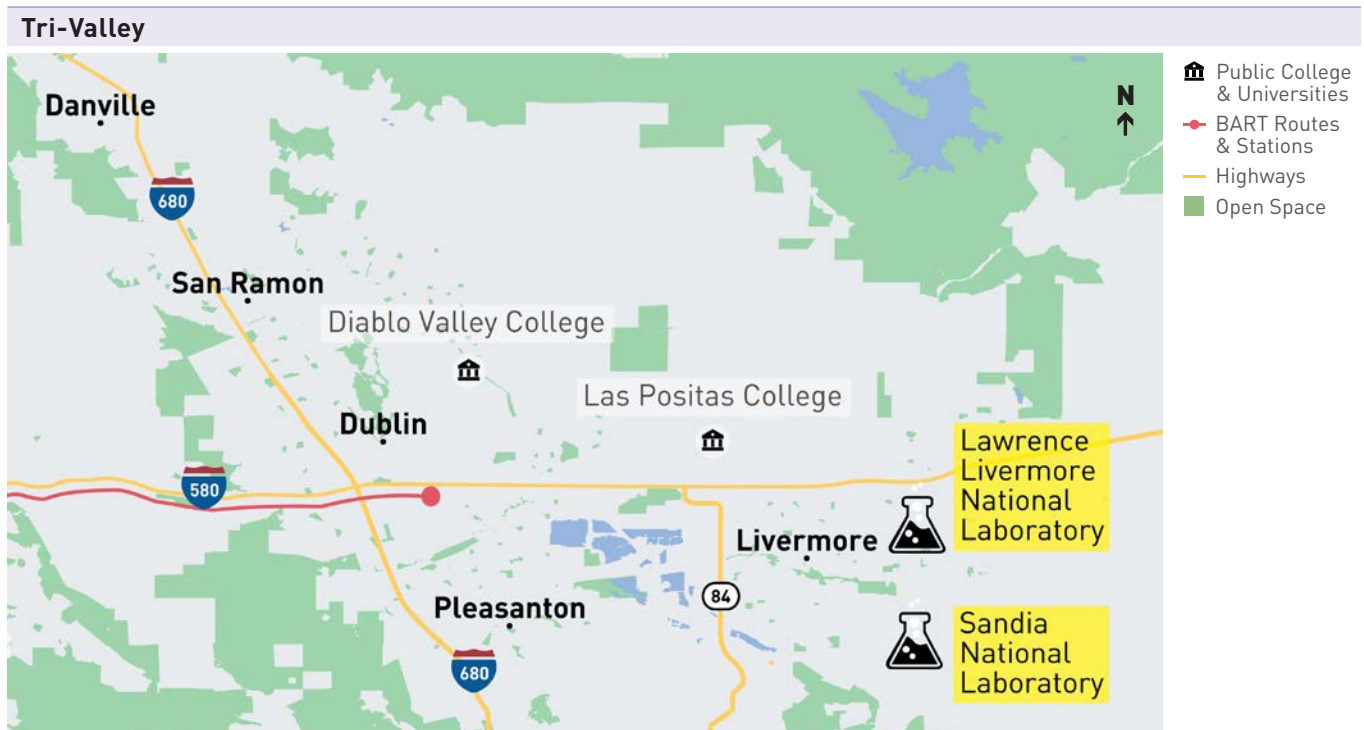 Tri-Valley
Danville
N
680
San Ramon
Diablo Valley College
Las Positas College
Dublin
580
Lawrence
Livermore
National
Laboratory
Livermore
84
Pleasanton
680
Sandia
National
Laboratory
Public College
& Universities
BART Routes
& Stations
Highways
Open Space